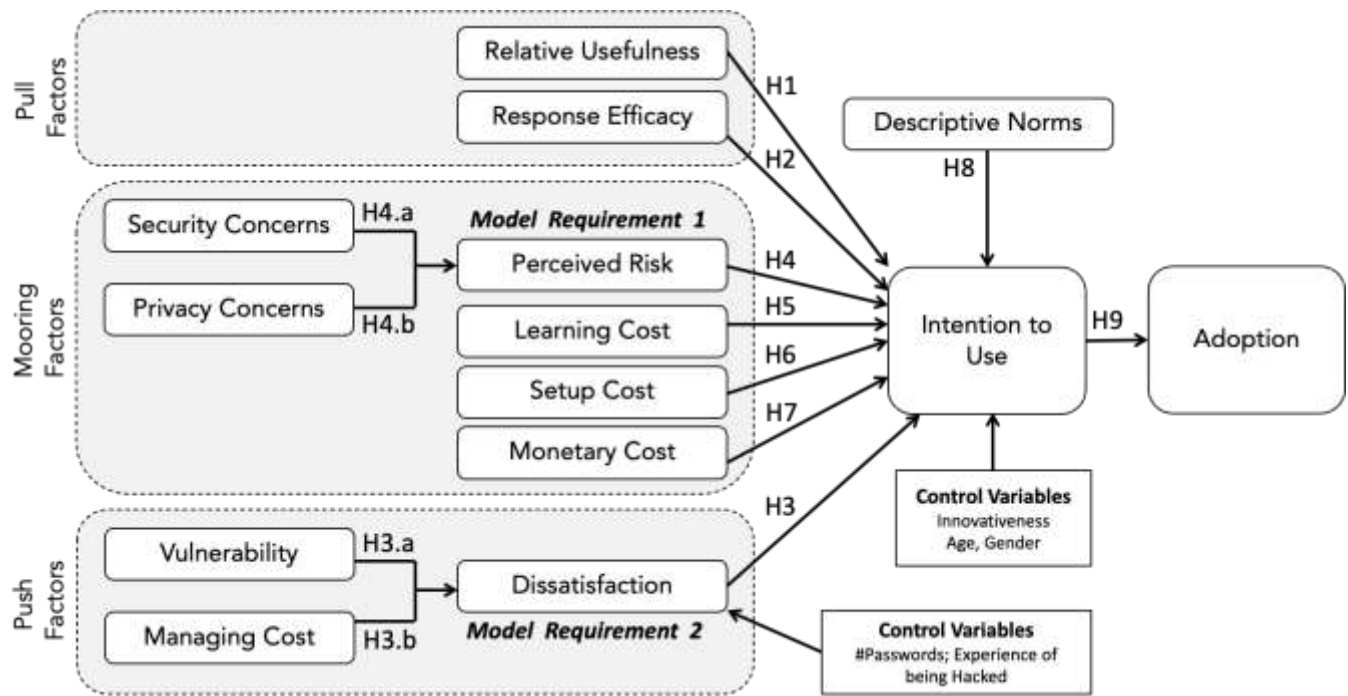 Pull
Factors
Relative Usefulness
Response Efficacy
H1
H2
Descriptive Norms
H8
Mooring
Factors
Security Concerns
H4.a
Privacy Concerns
H4.b
Model Requirement 1
Perceived Risk
H4
Learning Cost
H5
Setup Cost
H6
Monetary Cost
H7
Intention to
Use
H9
Adoption
Push
Factors
Vulnerability
H3.a
Managing Cost
H3.b
Dissatisfaction
Model Requirement 2
H3
Control Variables
Innovativeness
Age, Gender
Control Variables
#Passwords; Experience of
being Hacked